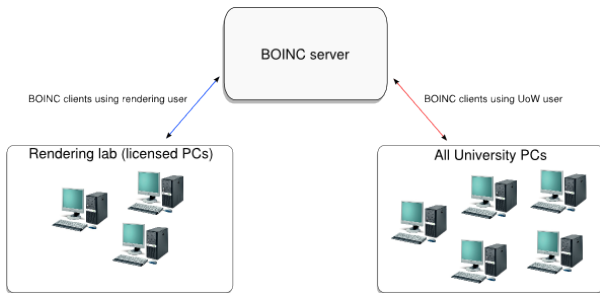 BOINC server
BOINC clients using rendering user
BOINC clients using UoW user
Rendering lab (licensed PCs)
All University PCs